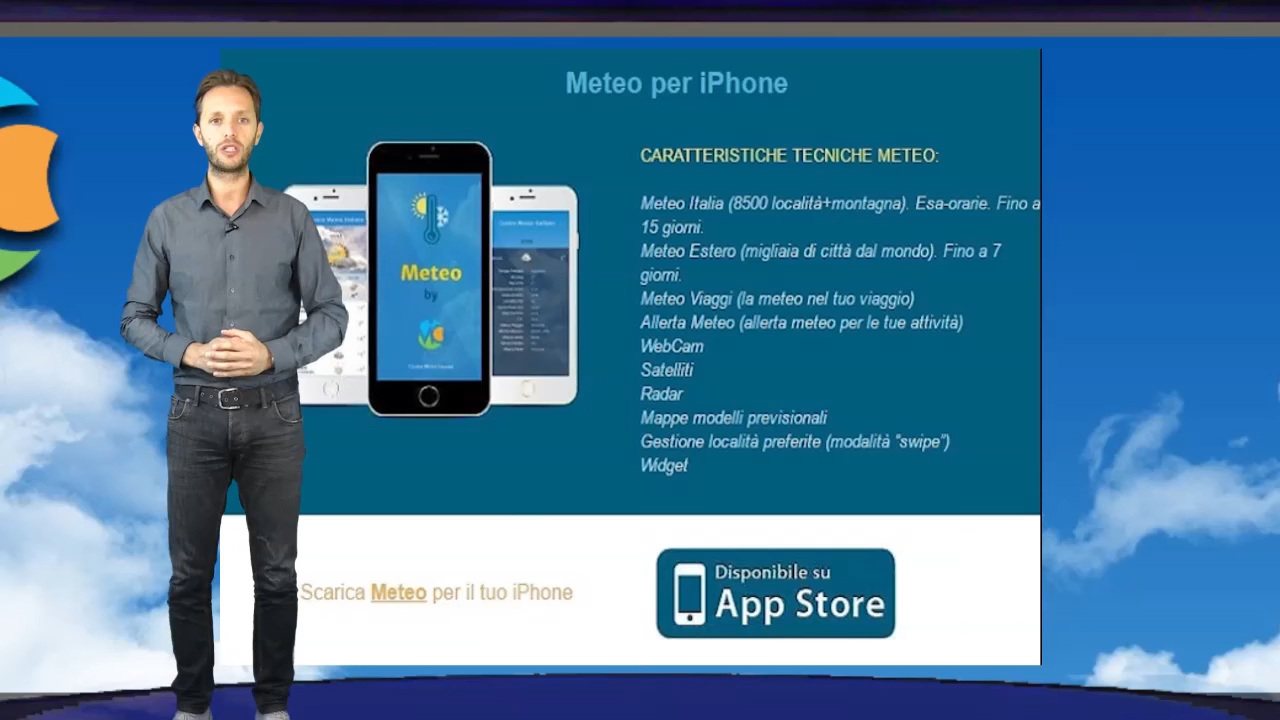 Meteo per iPhone
CARATTERISTICHE TECNICHE METEO:
Meteo Italia (8500 località+montagna). Esa-orarie. Fino a
15 giorni.
Meteo Estero (migliaia di città dal mondo). Fino a 7
giorni.
Meteo Viaggi (la meteo nel tuo viaggio)
Allerta Meteo (allerta meteo per le tue attività)
WebCam
Satelliti
Radar
Mappe modelli previsionali
Gestione località preferite (modalità "swipe")
Widget
Meteo
by
Scarica Meteo per il tuo iPhone
Disponibile su
App Store